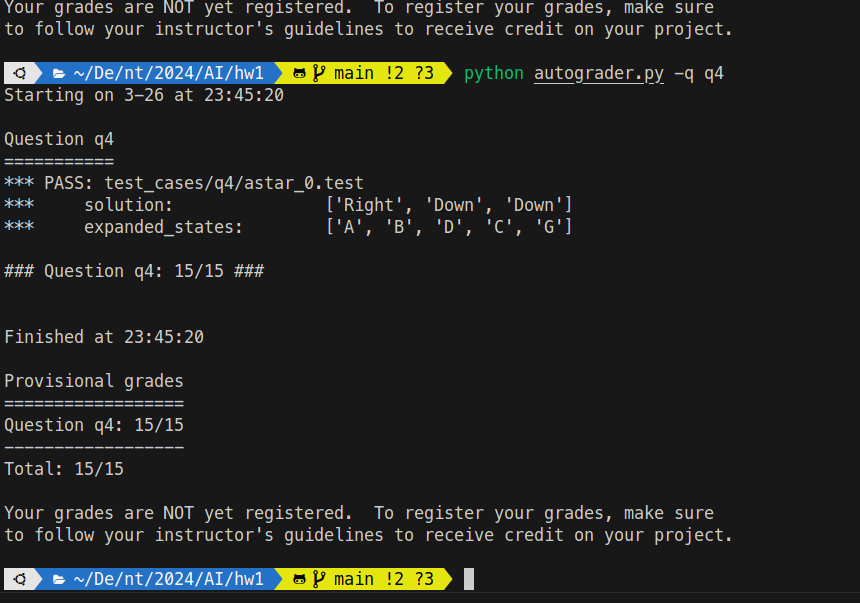 Your grades are NOT yet registered.  To register your grades, make sure
to follow your instructor's guidelines to receive credit on your project.
~/De/nt/2024/AI/hw1 main !2 ?3 python autograder.py -q q4
Starting on 3-26 at 23:45:20
Question q4
===========
*** PASS: test_cases/q4/astar_0.test
***     solution:               ['Right', 'Down', 'Down']
***     expanded_states:        ['A', 'B', 'D', 'C', 'G']
### Question q4: 15/15 ###
Finished at 23:45:20
Provisional grades
==================
Question q4: 15/15
------------------
Total: 15/15
Your grades are NOT yet registered.  To register your grades, make sure
to follow your instructor's guidelines to receive credit on your project.
~/De/nt/2024/AI/hw1 main !2 ?3